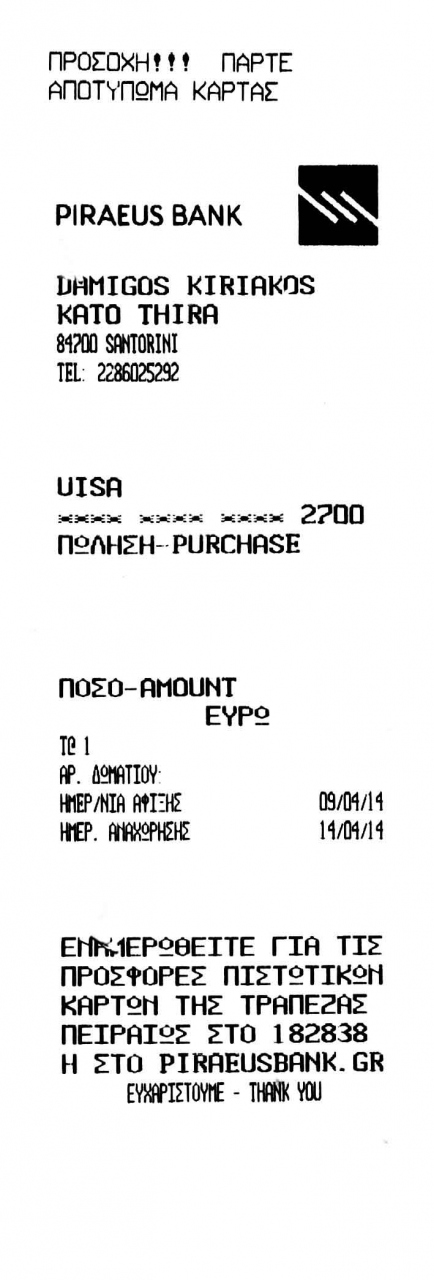 ΠΡΟΣΟΧΗ!!! ΠΑΡΤΕ
ΑΠΟΤΥΠΩΜΑ ΚΑΡΤΑΣ
PIRAEUS BANK
DAMIGOS KIRIAKOS
KATO THIRA
84700 SANTORINI
TEL: 2286025292
VISA
**** **** **** 2700
ΠΩΛΗΣΗ-PURCHASE
ΠΟΣΟ-AMOUNT
ΕΥΡΩ
T@ 1
ΑΡ. ΔΩΜΑΤΙΟΥ:
ΗΜΕΡ/ΝΙΑ ΑΦΙΞΗΣ 09/04/14
ΗΜΕΡ. ΑΝΑΧΩΡΗΣΗΣ 14/04/14
ΕΝΗΜΕΡΩΘΕΙΤΕ ΓΙΑ ΤΙΣ
ΠΡΟΣΦΟΡΕΣ ΠΙΣΤΩΤΙΚΩΝ
ΚΑΡΤΩΝ ΤΗΣ ΤΡΑΠΕΖΑΣ
ΠΕΙΡΑΙΩΣ ΣΤΟ 182838
Η ΣΤΟ PIRAEUSBANK.GR
ΕΥΧΑΡΙΣΤΟΥΜΕ - THANK YOU